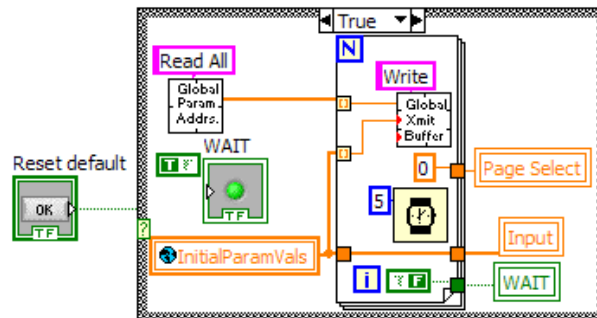 True
Read All
N
Write
Global
Param
Addrs.
Global
Xmit
Buffer
WAIT
T
TF
Reset default
OK
TF
?
0
Page Select
5
InitialParamVals
Input
i
F
WAIT